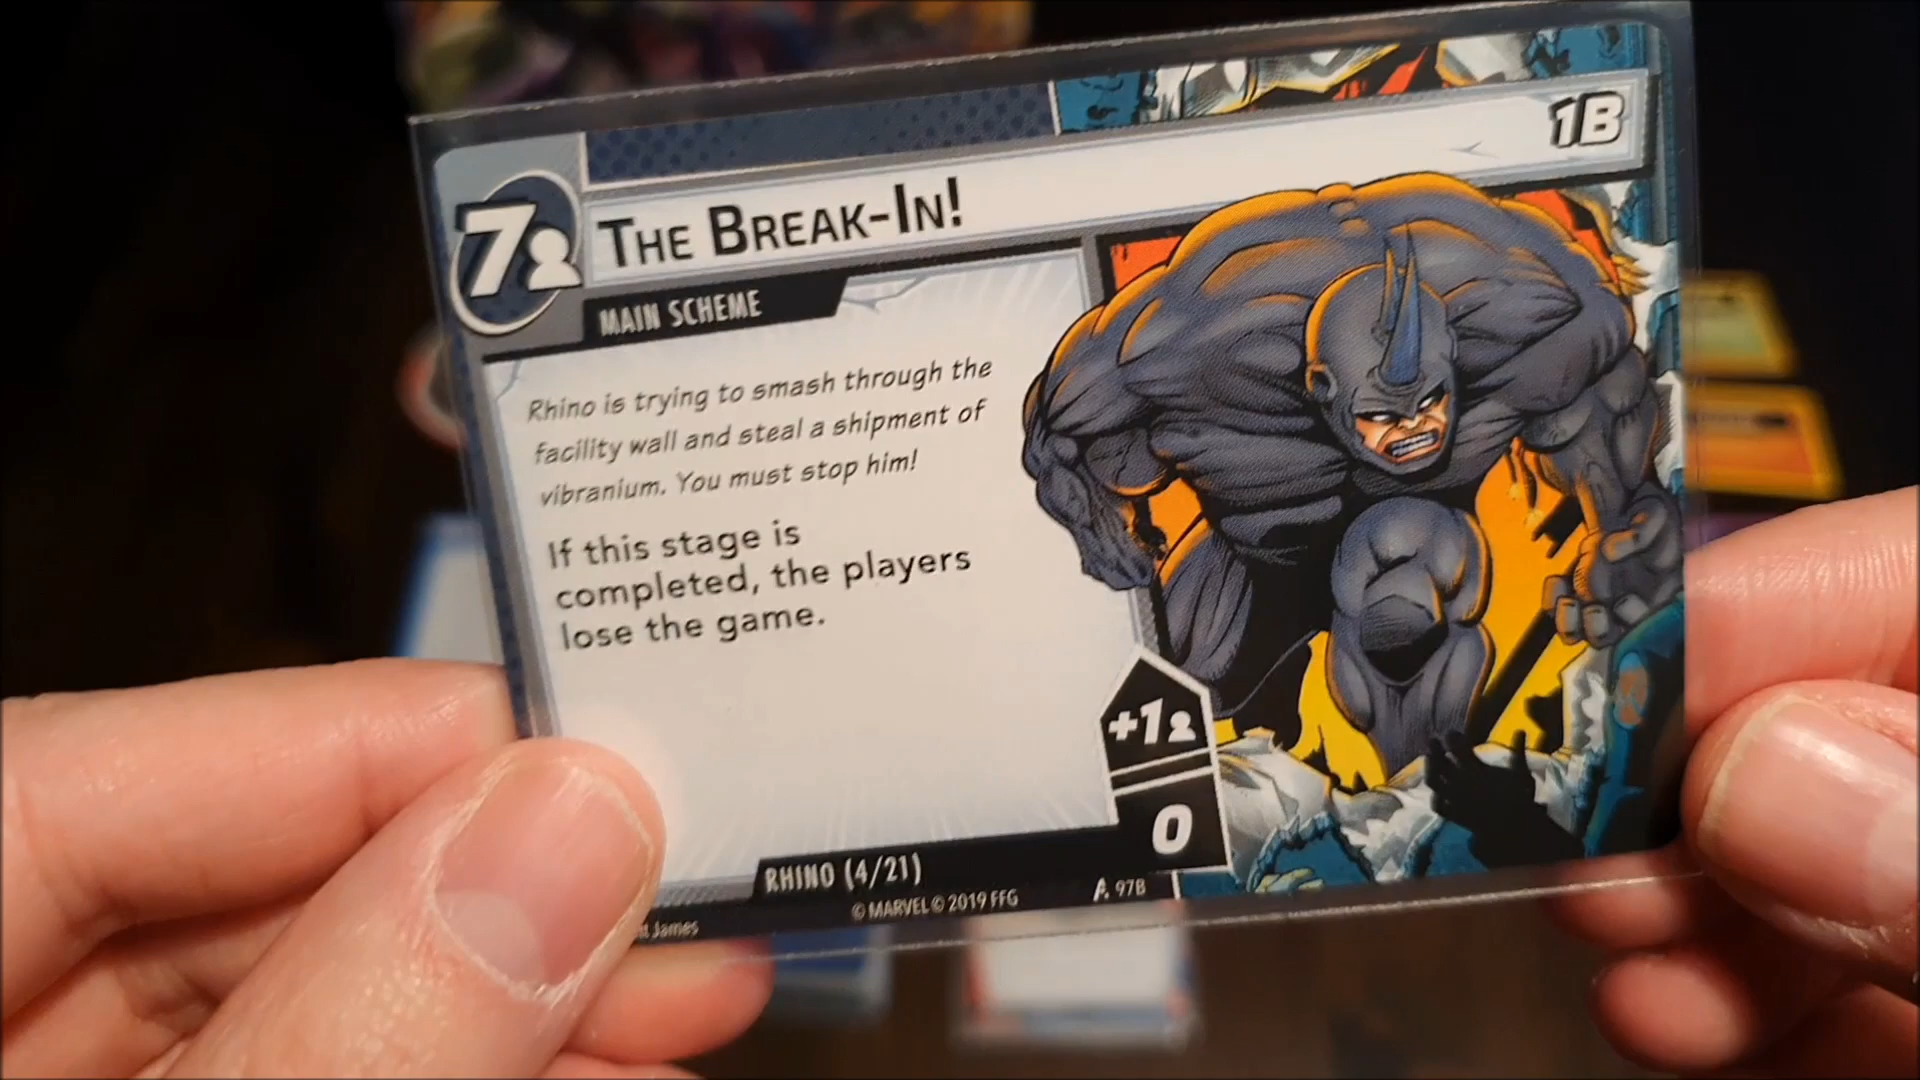 1B
7
THE BREAK-IN!
MAIN SCHEME
Rhino is trying to smash through the
facility wall and steal a shipment of
vibranium. You must stop him!
If this stage is
completed, the players
lose the game.
+1
0
RHINO (4/21)
© MARVEL © 2019 FFG
97B
James